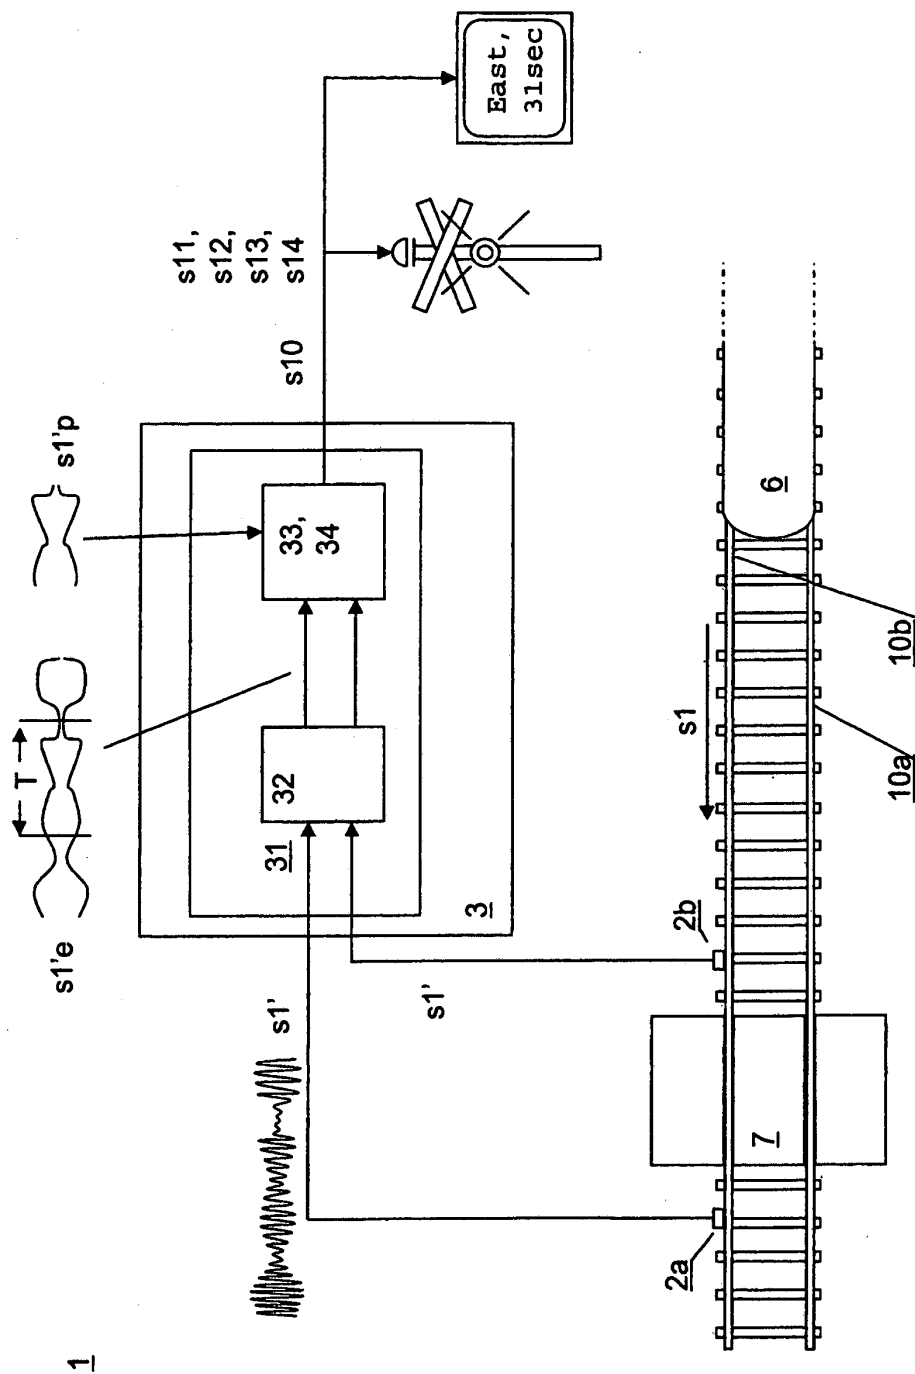 1
s1'e
T
s1'p
s1'
s1'
31
32
33,
34
3
s10
s11,
s12,
s13,
s14
East,
31sec
2a
2b
7
s1
10a
10b
6